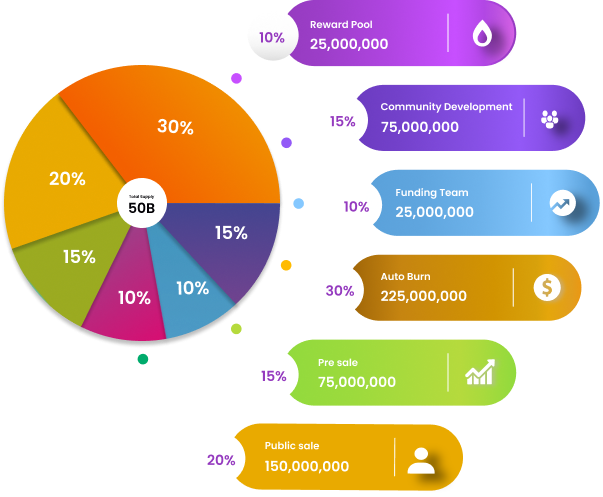 10%
Reward Pool
25,000,000
15%
Community Development
75,000,000
10%
Funding Team
25,000,000
30%
Auto Burn
225,000,000
15%
Pre sale
75,000,000
20%
Public sale
150,000,000
30%
20%
15%
10%
10%
15%
Total Supply
50B
$